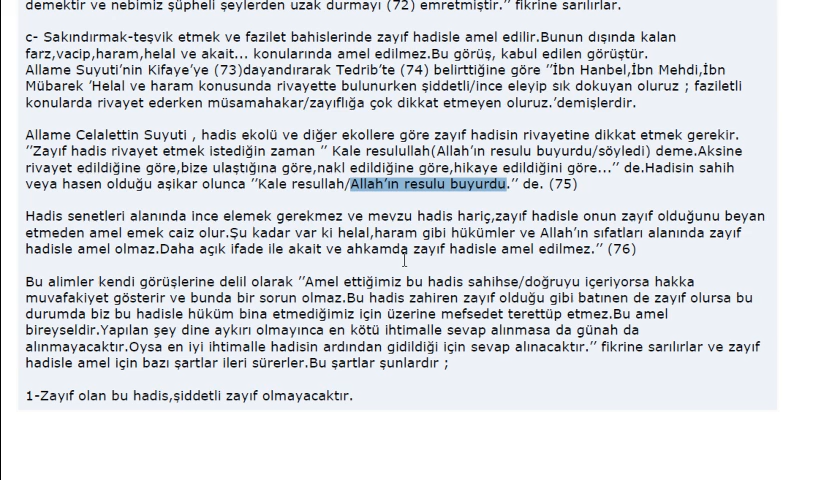 demektir ve nebimiz şüpheli şeylerden uzak durmayı (72) emretmiştir.” fikrine sarılırlar.
c- Sakındırmak-teşvik etmek ve fazilet bahislerinde zayıf hadisle amel edilir.Bunun dışında kalan
farz,vacip,haram,helal ve akait... konularında amel edilmez.Bu görüş, kabul edilen görüştür.
Allame Suyuti’nin Kifaye’ye (73)dayandırarak Tedrib’te (74) belirttiğine göre ”İbn Hanbel,İbn Mehdi,İbn
Mübarek ’Helal ve haram konusunda rivayette bulunurken şiddetli/ince eleyip sık dokuyan oluruz ; faziletli
konularda rivayet ederken müsamahakar/zayıflığa çok dikkat etmeyen oluruz.’demişlerdir.
Allame Celalettin Suyuti , hadis ekolü ve diğer ekollere göre zayıf hadisin rivayetine dikkat etmek gerekir.
”Zayıf hadis rivayet etmek istediğin zaman ” Kale resulullah(Allah’ın resulu buyurdu/söyledi) deme.Aksine
rivayet edildiğine göre,bize ulaştığına göre,nakl edildiğine göre,hikaye edildiğini göre...” de.Hadisin sahih
veya hasen olduğu aşikar olunca ”Kale resullah/Allah’ın resulu buyurdu.” de. (75)
Hadis senetleri alanında ince elemek gerekmez ve mevzu hadis hariç,zayıf hadisle onun zayıf olduğunu beyan
etmeden amel emek caiz olur.Şu kadar var ki helal,haram gibi hükümler ve Allah’ın sıfatları alanında zayıf
hadisle amel olmaz.Daha açık ifade ile akait ve ahkamda zayıf hadisle amel edilmez.” (76)
Bu alimler kendi görüşlerine delil olarak ”Amel ettiğimiz bu hadis sahihse/doğruyu içeriyorsa hakka
muvafakiyet gösterir ve bunda bir sorun olmaz.Bu hadis zahiren zayıf olduğu gibi batınen de zayıf olursa bu
durumda biz bu hadisle hüküm bina etmediğimiz için üzerine mefsedet terettüp etmez.Bu amel
bireyseldir.Yapılan şey dine aykırı olmayınca en kötü ihtimalle sevap alınmasa da günah da
alınmayacaktır.Oysa en iyi ihtimalle hadisin ardından gidildiği için sevap alınacaktır.” fikrine sarılırlar ve zayıf
hadisle amel için bazı şartlar ileri sürerler.Bu şartlar şunlardır ;
1-Zayıf olan bu hadis,şiddetli zayıf olmayacaktır.